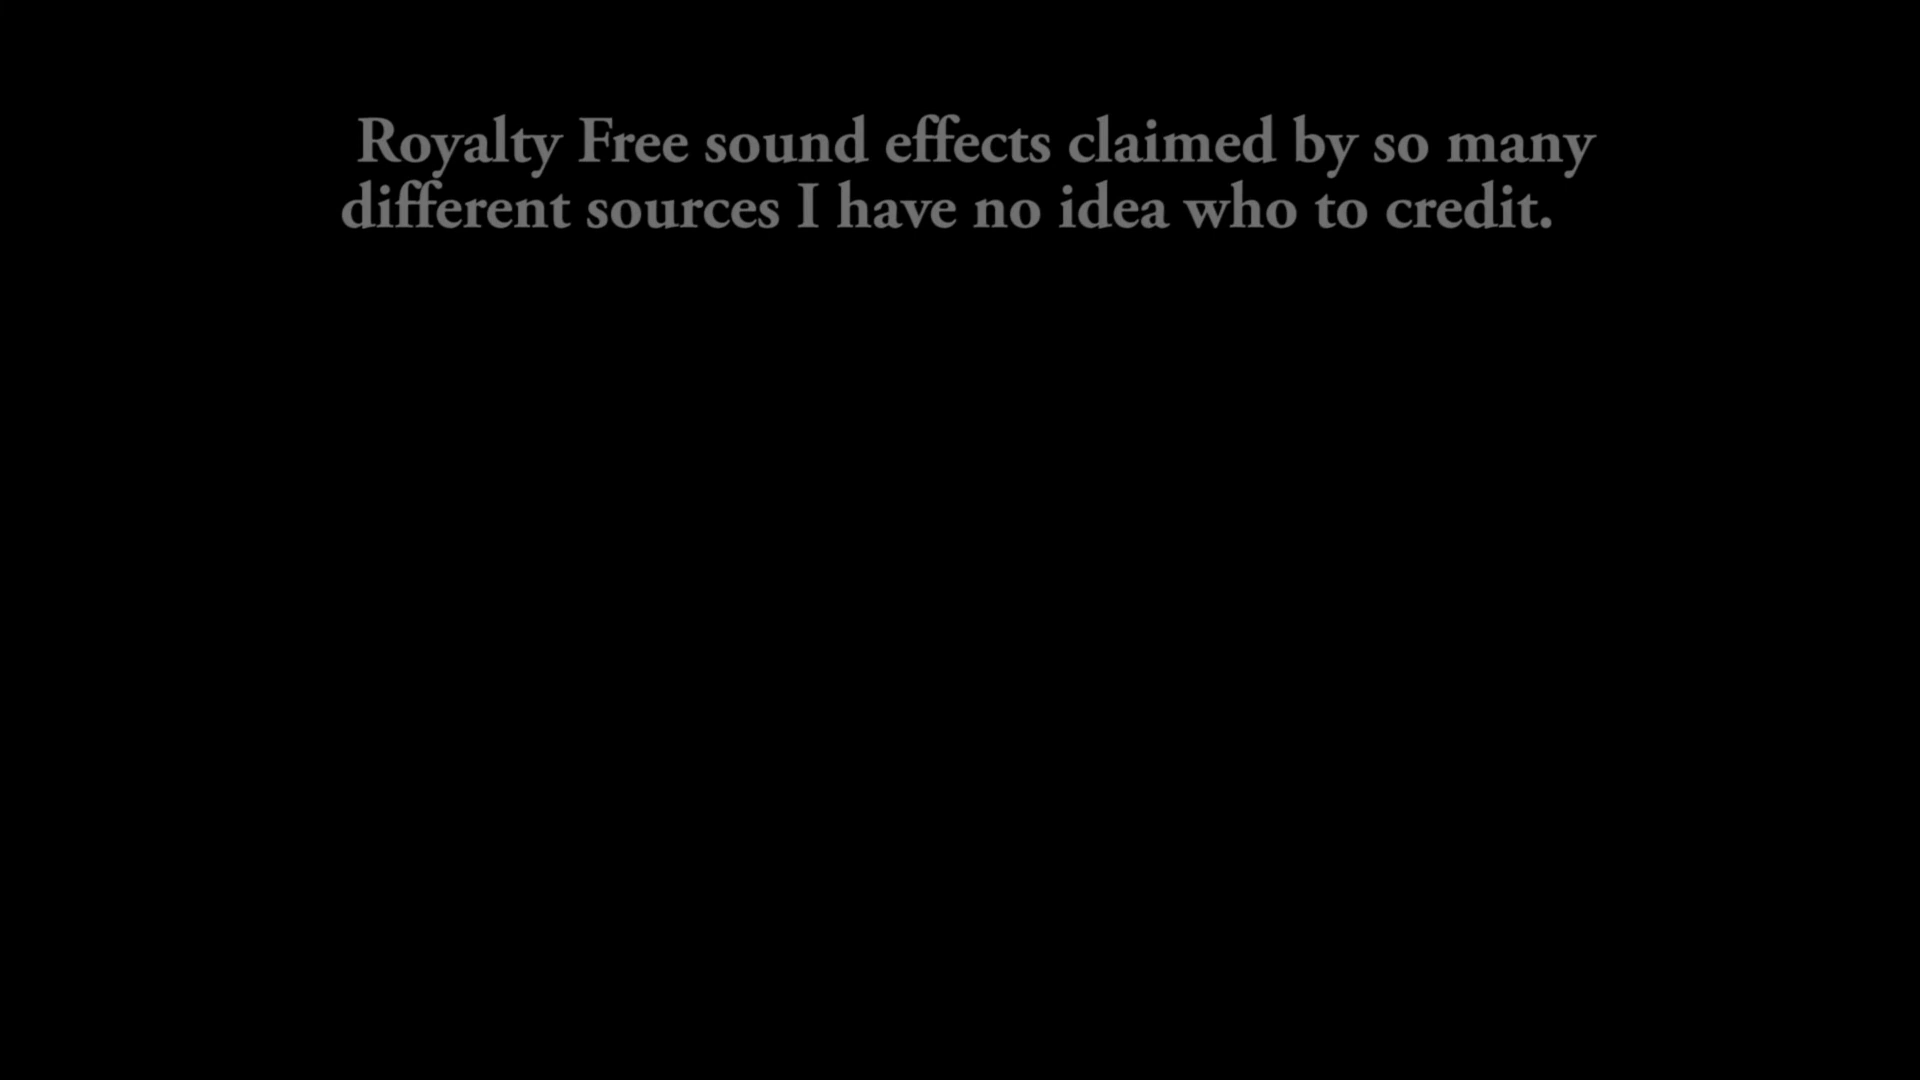 Royalty Free sound effects claimed by so many
different sources I have no idea who to credit.